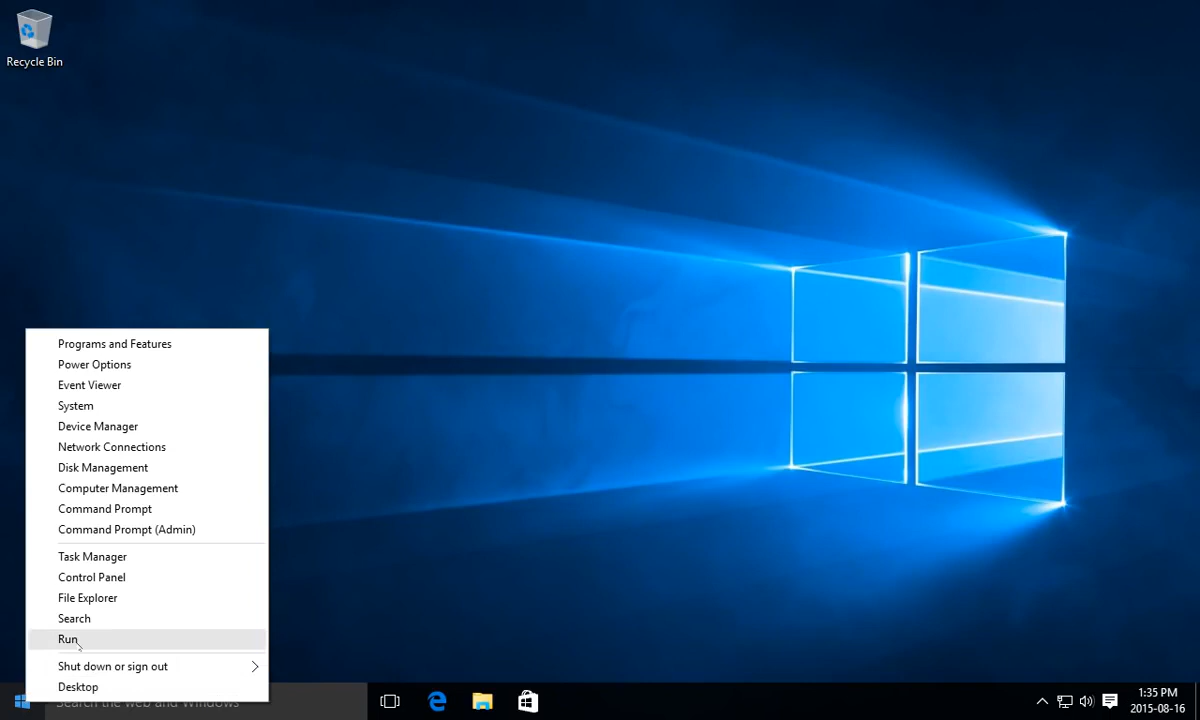 Recycle Bin
Programs and Features
Power Options
Event Viewer
System
Device Manager
Network Connections
Disk Management
Computer Management
Command Prompt
Command Prompt (Admin)
Task Manager
Control Panel
File Explorer
Search
Run
Shut down or sign out
Desktop
Search the web and Windows
1:35 PM
2015-08-16